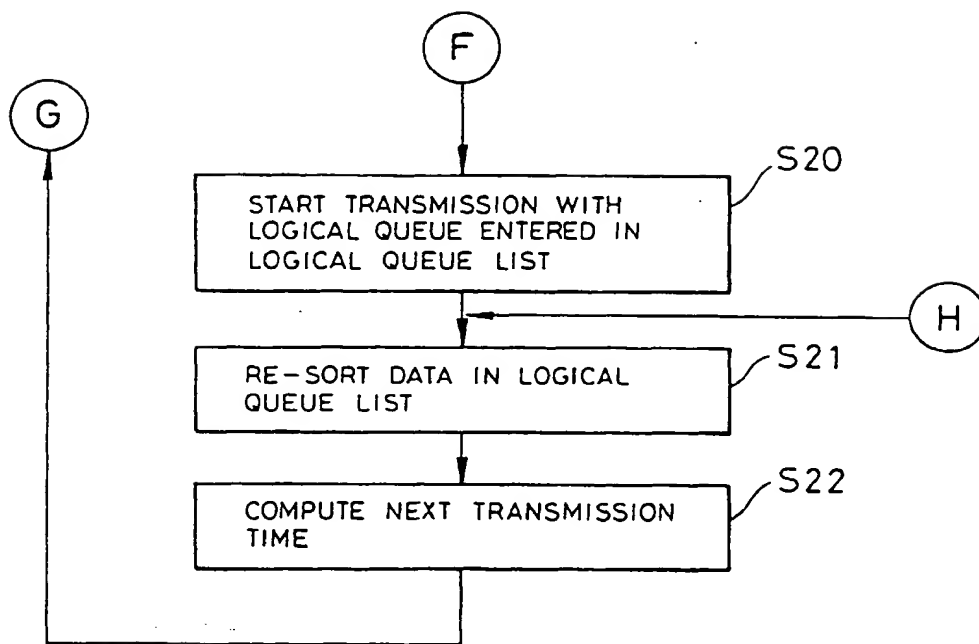 F
G
S20
START TRANSMISSION WITH
LOGICAL QUEUE ENTERED IN
LOGICAL QUEUE LIST
H
S21
RE-SORT DATA IN LOGICAL
QUEUE LIST
S22
COMPUTE NEXT TRANSMISSION
TIME